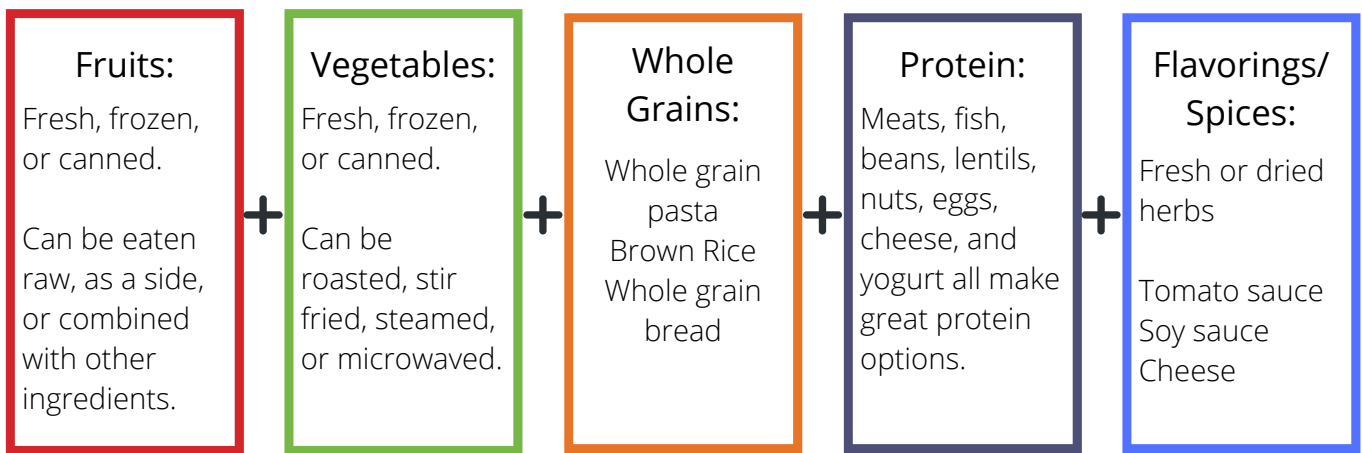 Fruits:
Fresh, frozen,
or canned.
Can be eaten
raw, as a side,
or combined
with other
ingredients.
+
Vegetables:
Fresh, frozen,
or canned.
Can be
roasted, stir
fried, steamed,
or microwaved.
+
Whole
Grains:
Whole grain
pasta
Brown Rice
Whole grain
bread
+
Protein:
Meats, fish,
beans, lentils,
nuts, eggs,
cheese, and
yogurt all make
great protein
options.
+
Flavorings/
Spices:
Fresh or dried
herbs
Tomato sauce
Soy sauce
Cheese